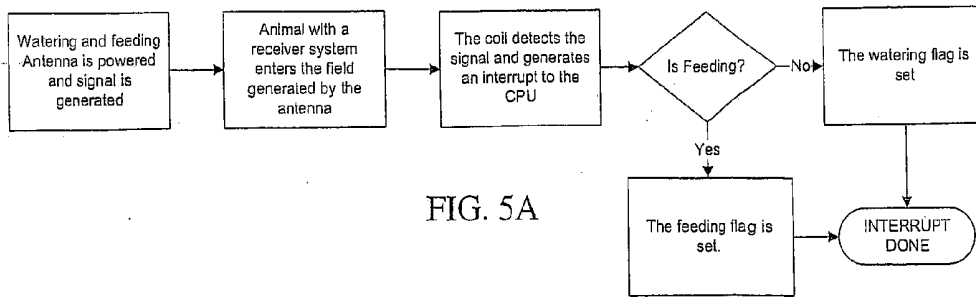 Watering and feeding
Antenna is powered
and signal is
generated
Animal with a
receiver system
enters the field
generated by the
antenna
The coil detects the
signal and generates
an interrupt to the
CPU
Is Feeding?
No
The watering flag is
set
Yes
The feeding flag is
set.
INTERRUPT
DONE
FIG. 5A